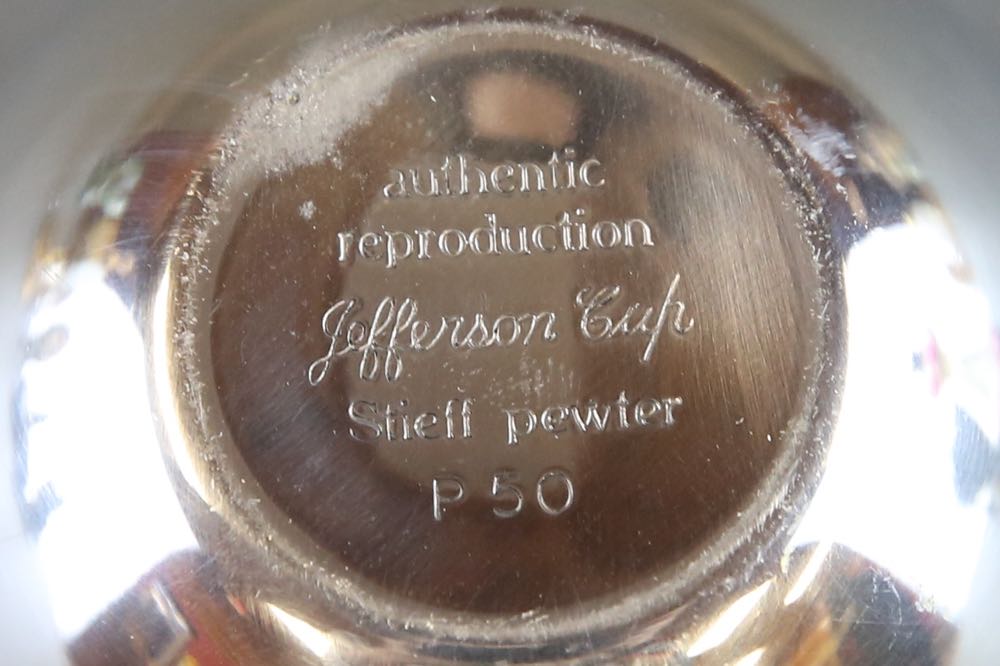 authentic
reproduction
Jefferson Cup
Stieff pewter
P 50